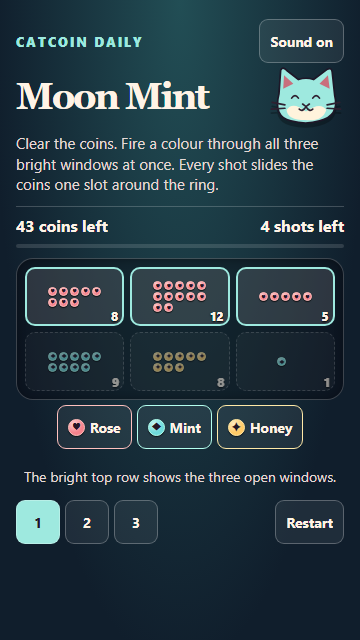 CATCOIN DAILY
Sound on
Moon Mint
Clear the coins. Fire a colour through all three
bright windows at once. Every shot slides the
coins one slot around the ring.
43 coins left
4 shots left
8
12
5
9
8
1
Rose
Mint
Honey
The bright top row shows the three open windows.
1
2
3
Restart